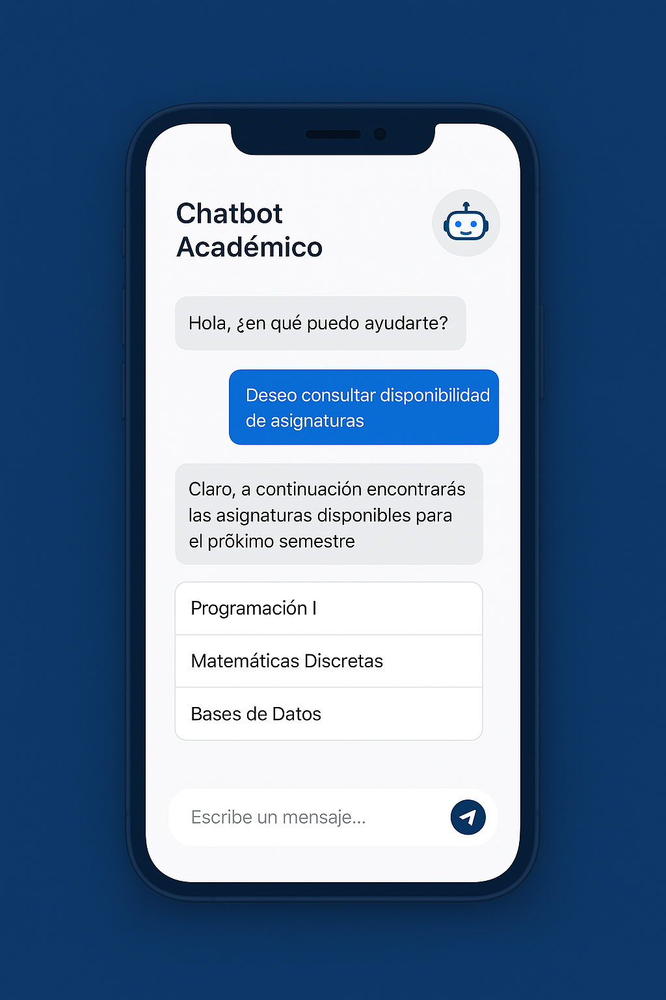 Chatbot
Académico
Hola, ¿en qué puedo ayudarte?
Deseo consultar disponibilidad
de asignaturas
Claro, a continuación encontrarás
las asignaturas disponibles para
el prõkimo semestre
Programación I
Matemáticas Discretas
Bases de Datos
Escribe un mensaje...